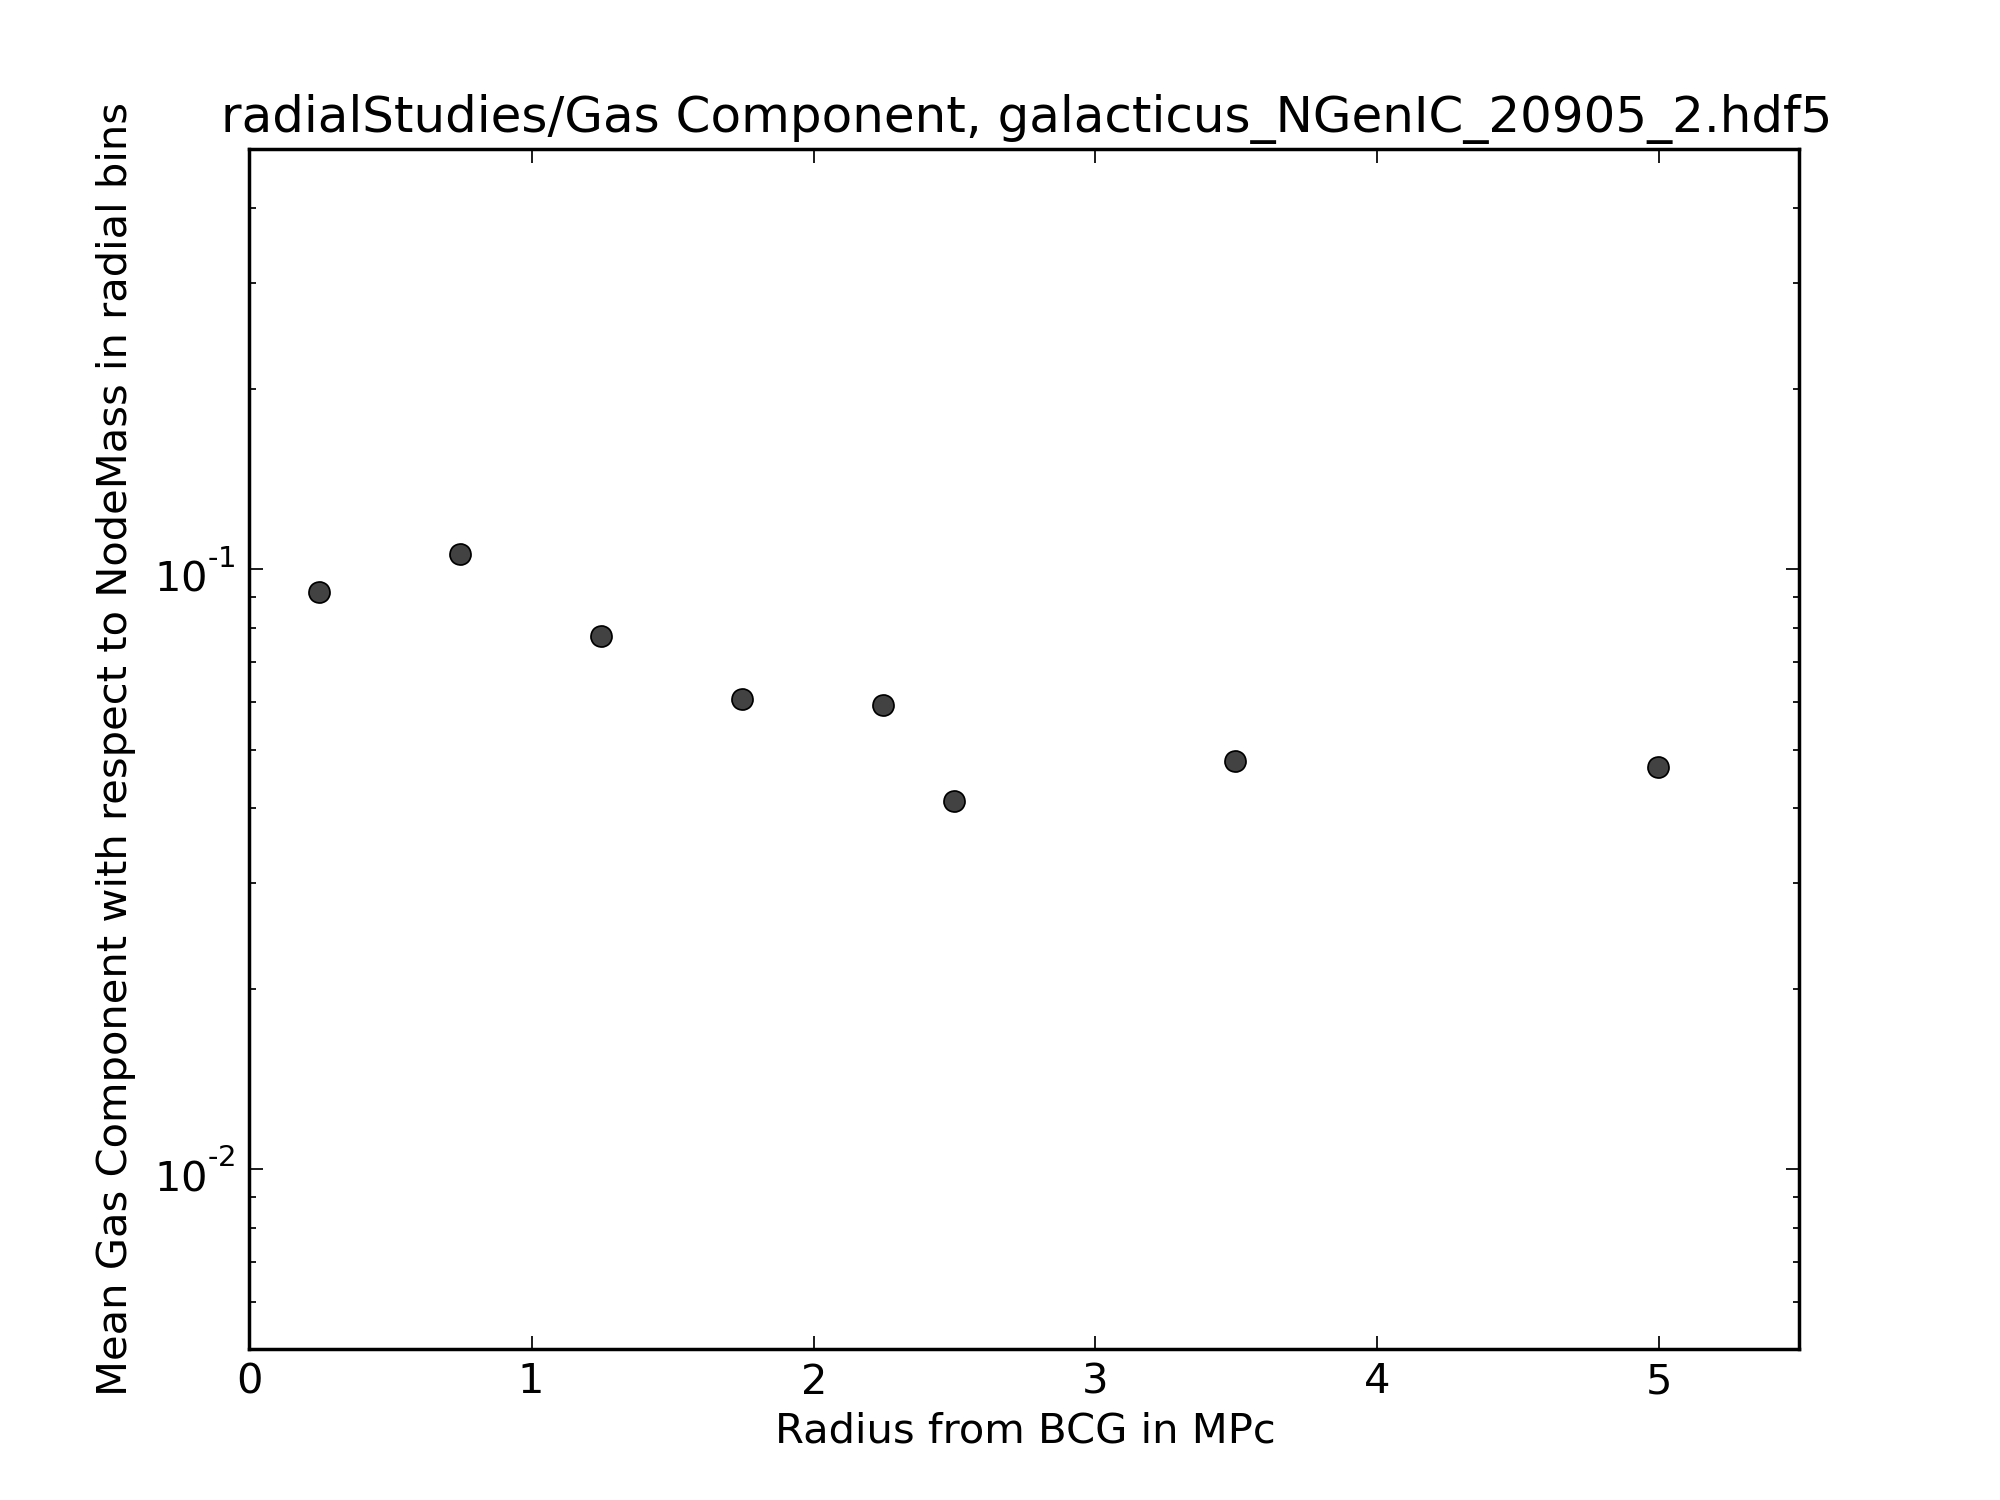 radialStudies/Gas Component, galacticus_NGenIC_20905_2.hdf5
Mean Gas Component with respect to NodeMass in radial bins
10^-1
10^-2
0 1 2 3 4 5
Radius from BCG in MPc